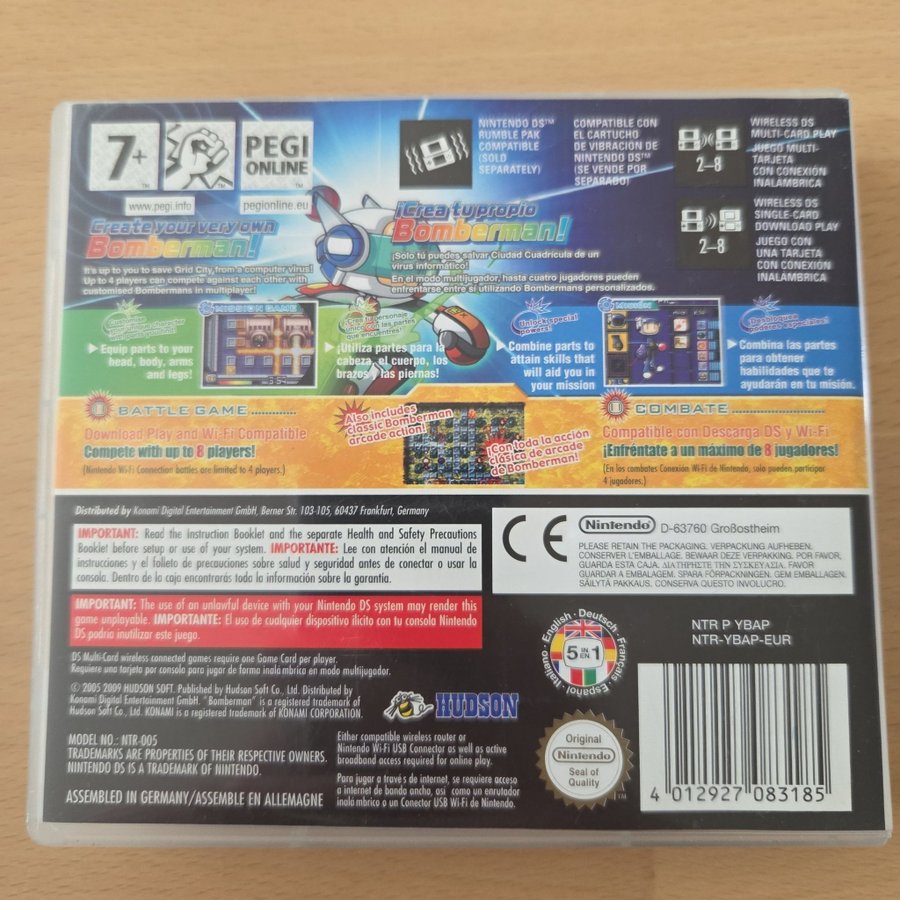 7+
PEGI
ONLINE
www.pegi.info
pegionline.eu
NINTENDO DS™
RUMBLE PAK
COMPATIBLE
(SOLD
SEPARATELY)
COMPATIBLE CON
EL CARTUCHO
DE VIBRACION DE
NINTENDO DS™
(SE VENDE POR
SEPARADO)
2–8
WIRELESS DS
MULTI-CARD PLAY
JUEGO MULTI-
TARJETA
CON CONEXIÓN
INALÁMBRICA
2–8
WIRELESS DS
SINGLE-CARD
DOWNLOAD PLAY
JUEGO CON
UNA TARJETA
CON CONEXIÓN
INALÁMBRICA
Create your very own
Bomberman!
It's up to you to save Grid City from a computer virus!
Up to 4 players can compete against each other with
customised Bombermans in multiplayer!
¡Crea tu propio
Bomberman!
¡Solo tú puedes salvar Ciudad Cuadrícula de un
virus informático!
En el modo multijugador, hasta cuatro jugadores pueden
enfrentarse entre sí utilizando Bombermans personalizados.
▶ Equip parts to your
head, body, arms
and legs!
MISSION GAME
¡Crea tu personaje
único con las partes
que encuentres!
▶ ¡Utiliza partes para la
cabeza, el cuerpo, los
brazos y las piernas!
Unlock special
powers!
▶ Combine parts to
attain skills that
will aid you in
your mission
Desbloquea
poderes especiales!
▶ Combina las partes
para obtener
habilidades que te
ayudarán en tu misión.
BATTLE GAME
Download Play and Wi-Fi Compatible
Compete with up to 8 players!
(Nintendo Wi-Fi Connection battles are limited to 4 players.)
Also includes
classic Bomberman
arcade action!
¡Con toda la acción
clásica de arcade
de Bomberman!
COMBATE
Compatible con Descarga DS y Wi-Fi
¡Enfréntate a un máximo de 8 jugadores!
(En los combates Conexión Wi-Fi de Nintendo, solo pueden participar
4 jugadores.)
Distributed by Konami Digital Entertainment GmbH, Berner Str. 103-105, 60437 Frankfurt, Germany
IMPORTANT: Read the Instruction Booklet and the separate Health and Safety Precautions
Booklet before setup or use of your system. IMPORTANTE: Lee con atención el manual de
instrucciones y el folleto de precauciones sobre salud y seguridad antes de conectar o usar la
consola. Dentro de la caja encontrarás toda la información sobre la garantía.
IMPORTANT: The use of an unlawful device with your Nintendo DS system may render this
game unplayable. IMPORTANTE: El uso de cualquier dispositivo ilícito con tu consola Nintendo
DS podría inutilizar este juego.
DS Multi-Card wireless connected games require one Game Card per player.
Requiere una tarjeta por consola para jugar de forma inalámbrica en modo multijugador.
© 2005 2009 HUDSON SOFT. Published by Hudson Soft Co., Ltd. Distributed by
Konami Digital Entertainment GmbH. "Bomberman" is a registered trademark of
Hudson Soft Co., Ltd. KONAMI is a registered trademark of KONAMI CORPORATION.
HUDSON
MODEL NO.: NTR-005
TRADEMARKS ARE PROPERTIES OF THEIR RESPECTIVE OWNERS.
NINTENDO DS IS A TRADEMARK OF NINTENDO.
ASSEMBLED IN GERMANY/ASSEMBLE EN ALLEMAGNE
Either compatible wireless router or
Nintendo Wi-Fi USB Connector as well as active
broadband access required for online play.
Para jugar a través de internet, se requiere acceso
a internet de banda ancha, así como un enrutador
inalámbrico o un Conector USB Wi-Fi de Nintendo.
CE
Nintendo D-63760 Großostheim
PLEASE RETAIN THE PACKAGING. VERPACKUNG AUFHEBEN.
CONSERVER L'EMBALLAGE. BEWAAR DEZE VERPAKKING. POR FAVOR,
GUARDA ESTA CAJA. ΔΙΑΤΗΡΗΣΤΕ ΤΗΝ ΣΥΣΚΕΥΑΣΙΑ. FAVOR
GUARDAR A EMBALAGEM. SPARA FÖRPACKNINGEN. GEM EMBALLAGEN.
SÄILYTÄ PAKKAUS. CONSERVA QUESTO INVOLUCRO.
English · Deutsch · Français · Español · Italiano
5 IN EN 1
NTR P YBAP
NTR-YBAP-EUR
Original
Nintendo
Seal of
Quality
TM
4 012927 083185